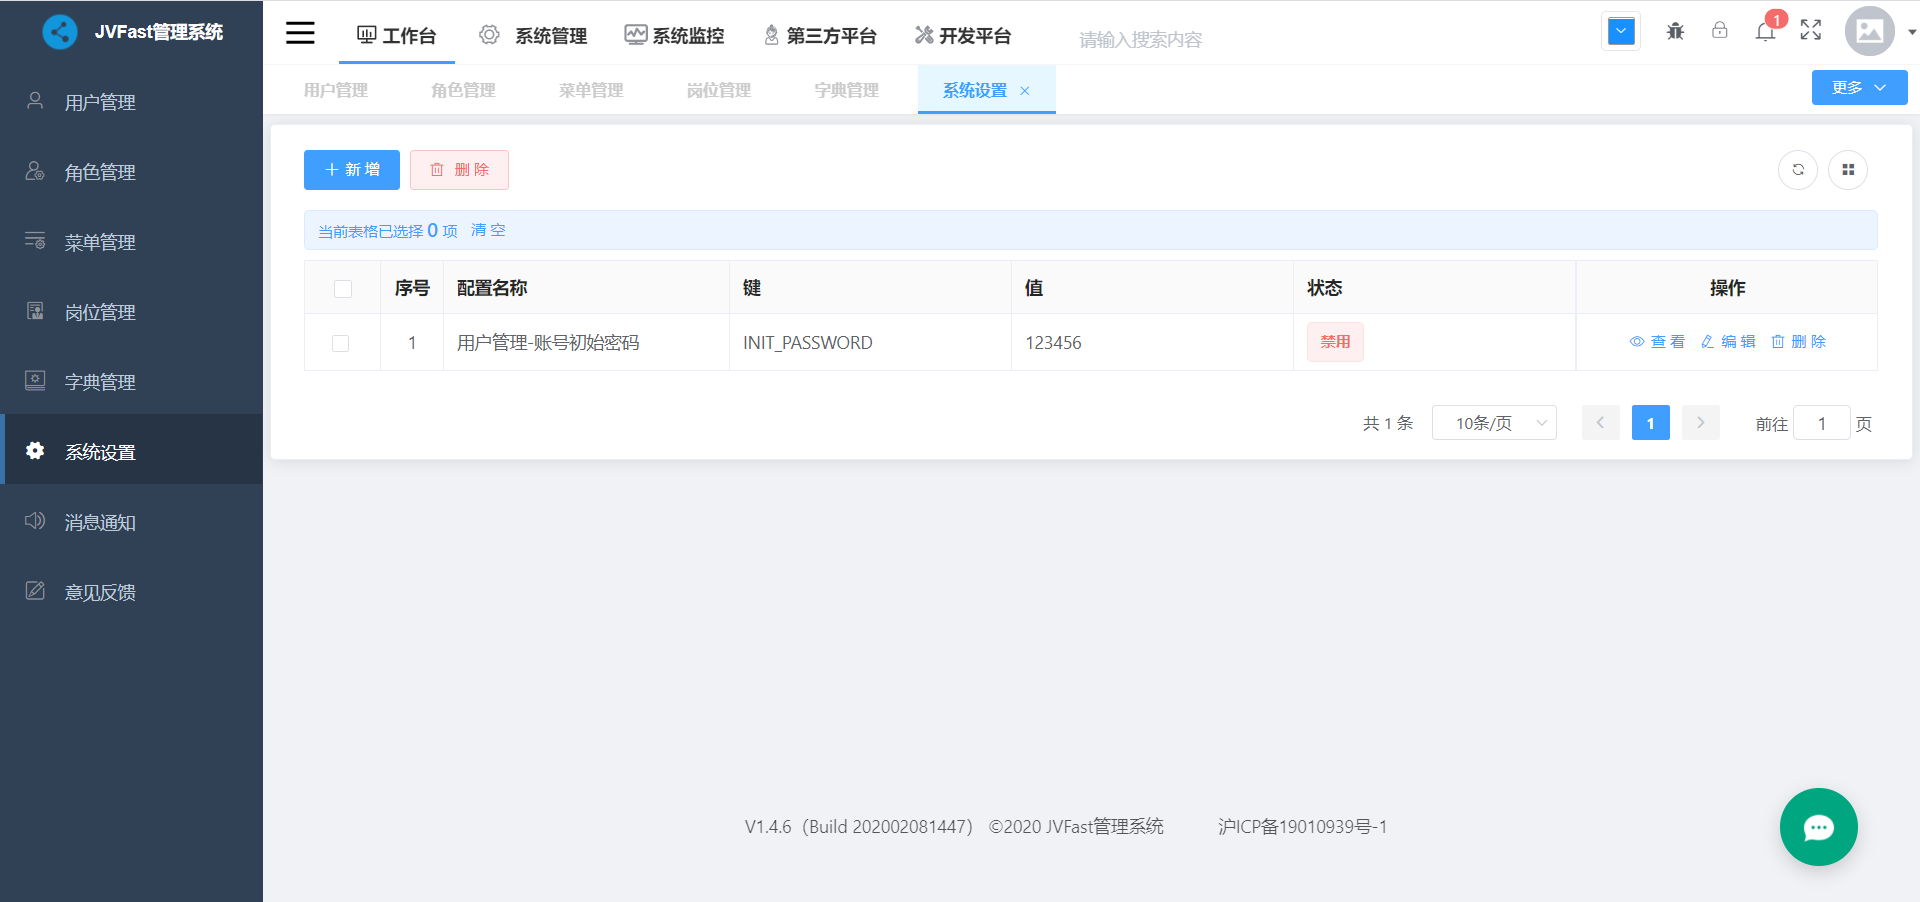 JVFast管理系统
工作台 系统管理 系统监控 第三方平台 开发平台 请输入搜索内容 1
用户管理 角色管理 菜单管理 岗位管理 字典管理 系统设置 更多
用户管理
角色管理
菜单管理
岗位管理
字典管理
系统设置
消息通知
意见反馈
新增 删除
当前表格已选择 0 项 清空
序号 配置名称 键 值 状态 操作
1 用户管理-账号初始密码 INIT_PASSWORD 123456 禁用 查看 编辑 删除
共 1 条 10条/页 1 前往 1 页
V1.4.6（Build 202002081447） ©2020 JVFast管理系统 沪ICP备19010939号-1